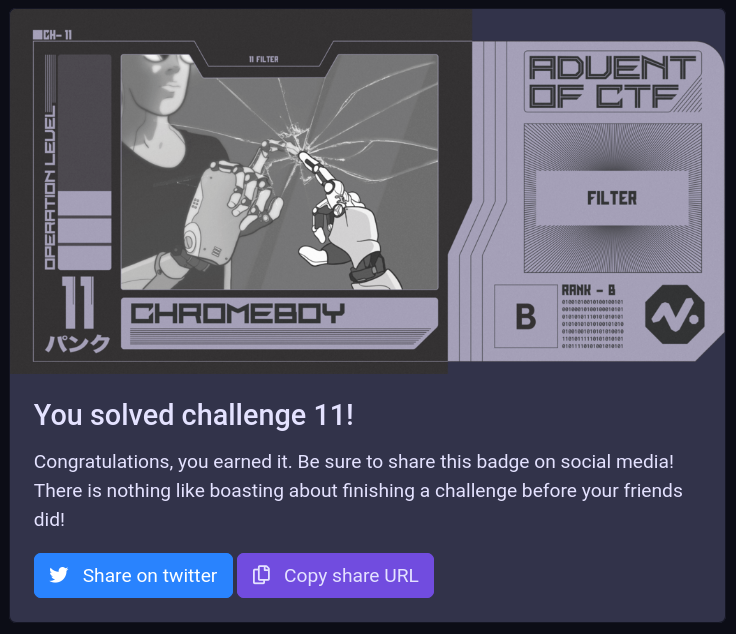 CH- 11
11 FILTER
ADVENT
OF CTF
OPERATION LEVEL
FILTER
11
パンク
CHROMEBOY
B
RANK - B
You solved challenge 11!
Congratulations, you earned it. Be sure to share this badge on social media!
There is nothing like boasting about finishing a challenge before your friends
did!
Share on twitter
Copy share URL